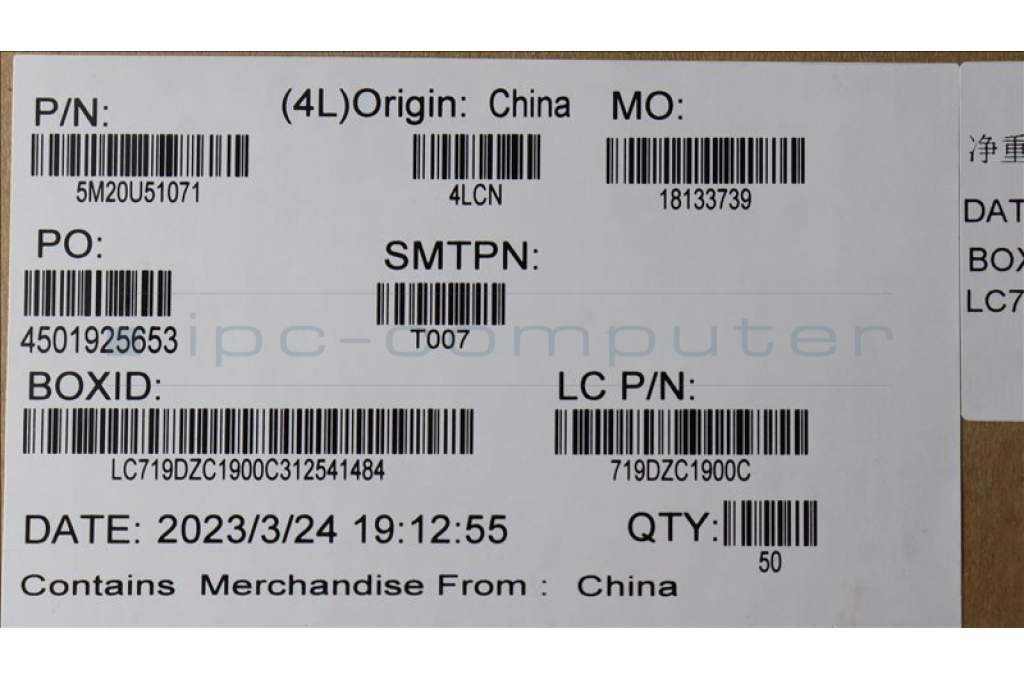 P/N:
(4L)Origin: China
MO:
5M20U51071
4LCN
18133739
PO:
SMTPN:
4501925653
T007
ipc-computer
BOXID:
LC P/N:
LC719DZC1900C312541484
719DZC1900C
DATE: 2023/3/24 19:12:55
QTY:
50
Contains Merchandise From : China
净重
DAT
BOX
LC7